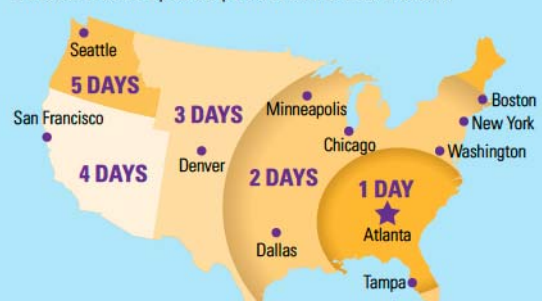 Seattle
5 DAYS
San Francisco
4 DAYS
3 DAYS
Denver
Minneapolis
Chicago
2 DAYS
Dallas
1 DAY
Atlanta
Tampa
Boston
New York
Washington